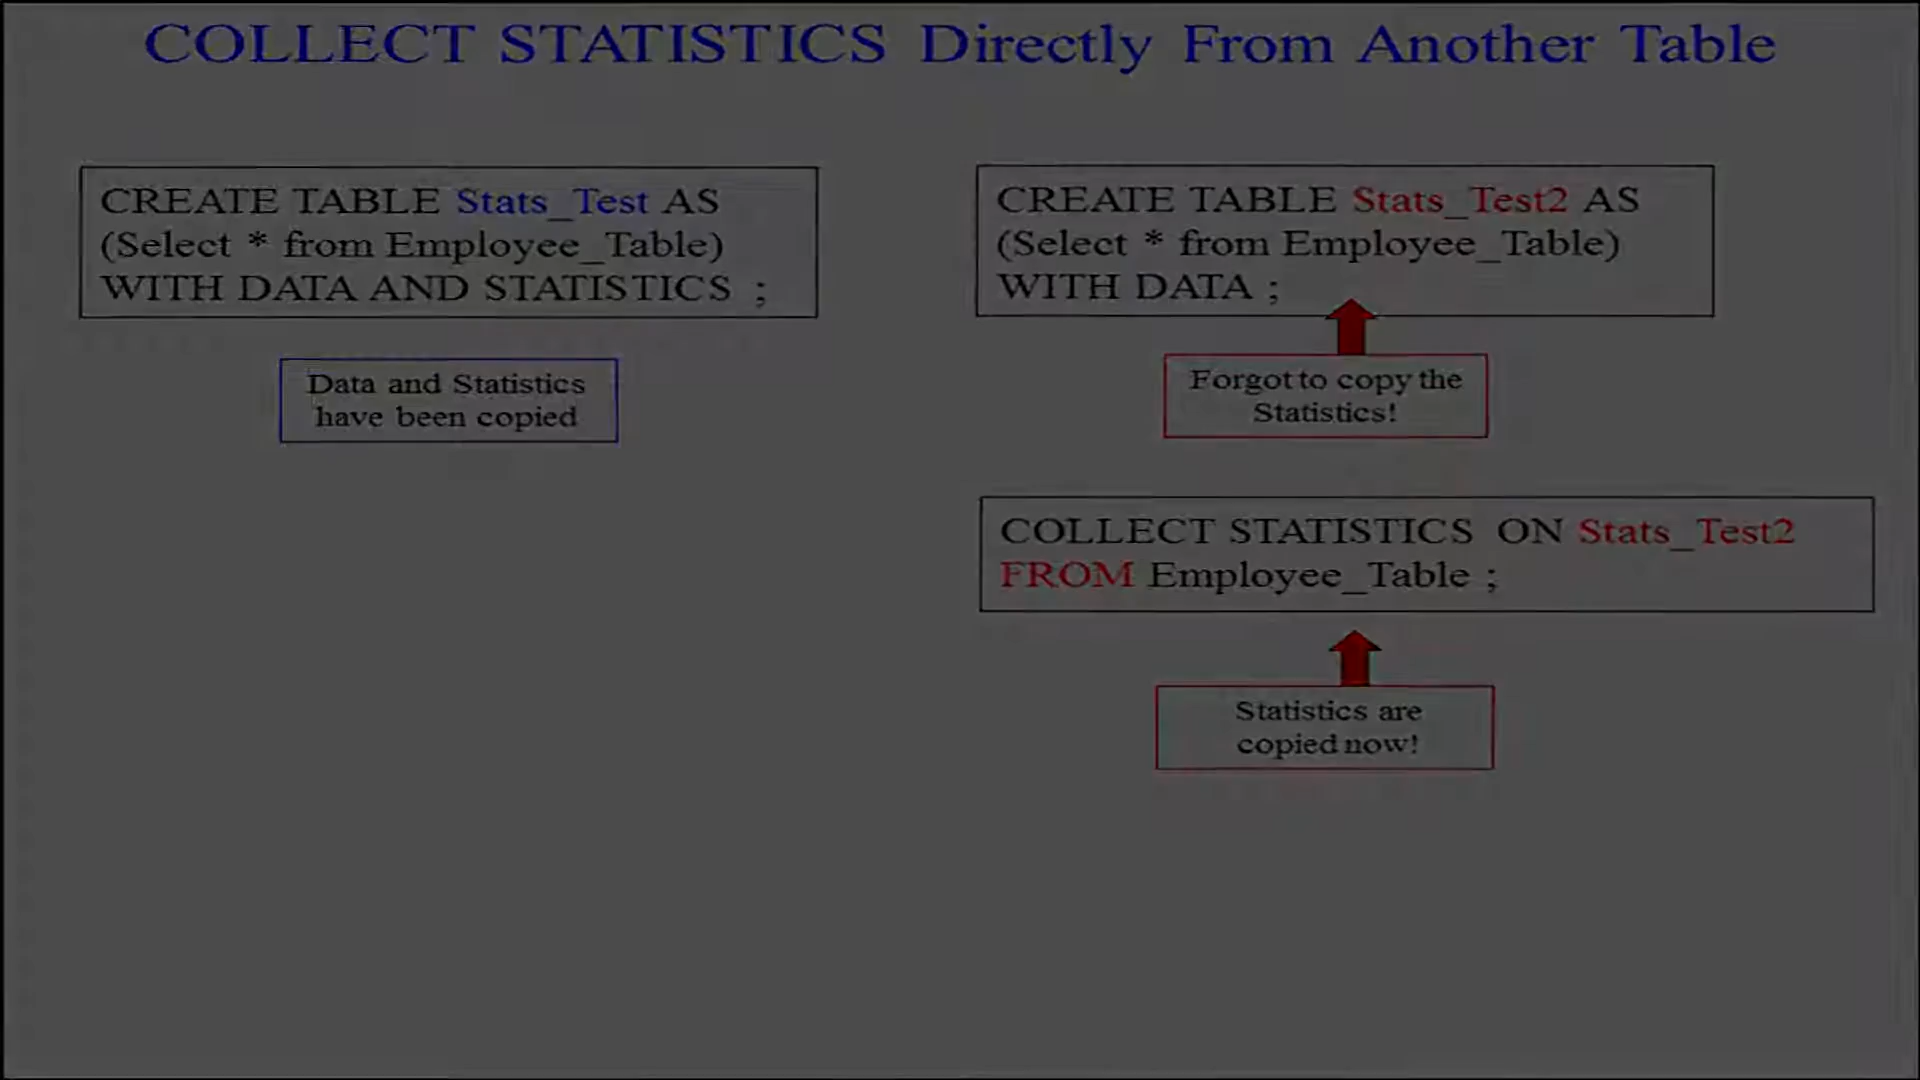 COLLECT STATISTICS Directly From Another Table
CREATE TABLE Stats_Test AS
(Select * from Employee_Table)
WITH DATA AND STATISTICS ;
Data and Statistics
have been copied
CREATE TABLE Stats_Test2 AS
(Select * from Employee_Table)
WITH DATA ;
Forgot to copy the
Statistics!
COLLECT STATISTICS ON Stats_Test2
FROM Employee_Table ;
Statistics are
copied now!